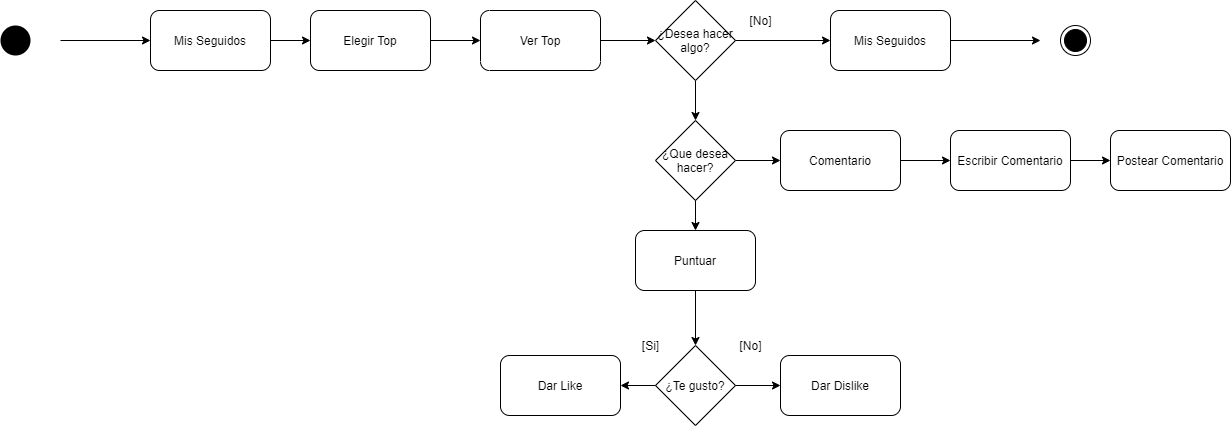 Mis Seguidos
Elegir Top
Ver Top
¿Desea hacer
algo?
[No]
Mis Seguidos
¿Que desea
hacer?
Comentario
Escribir Comentario
Postear Comentario
Puntuar
[Si]
[No]
Dar Like
¿Te gusto?
Dar Dislike